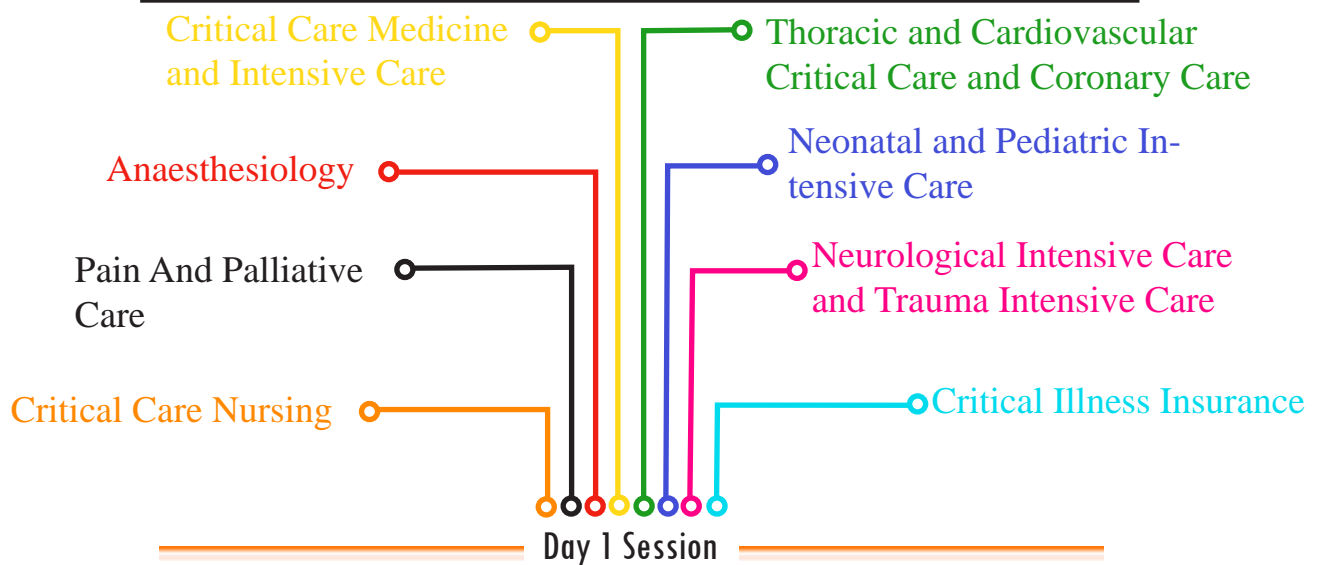 Critical Care Medicine
and Intensive Care
Thoracic and Cardiovascular
Critical Care and Coronary Care
Anaesthesiology
Neonatal and Pediatric In-
tensive Care
Pain And Palliative
Care
Neurological Intensive Care
and Trauma Intensive Care
Critical Care Nursing
Critical Illness Insurance
Day 1 Session